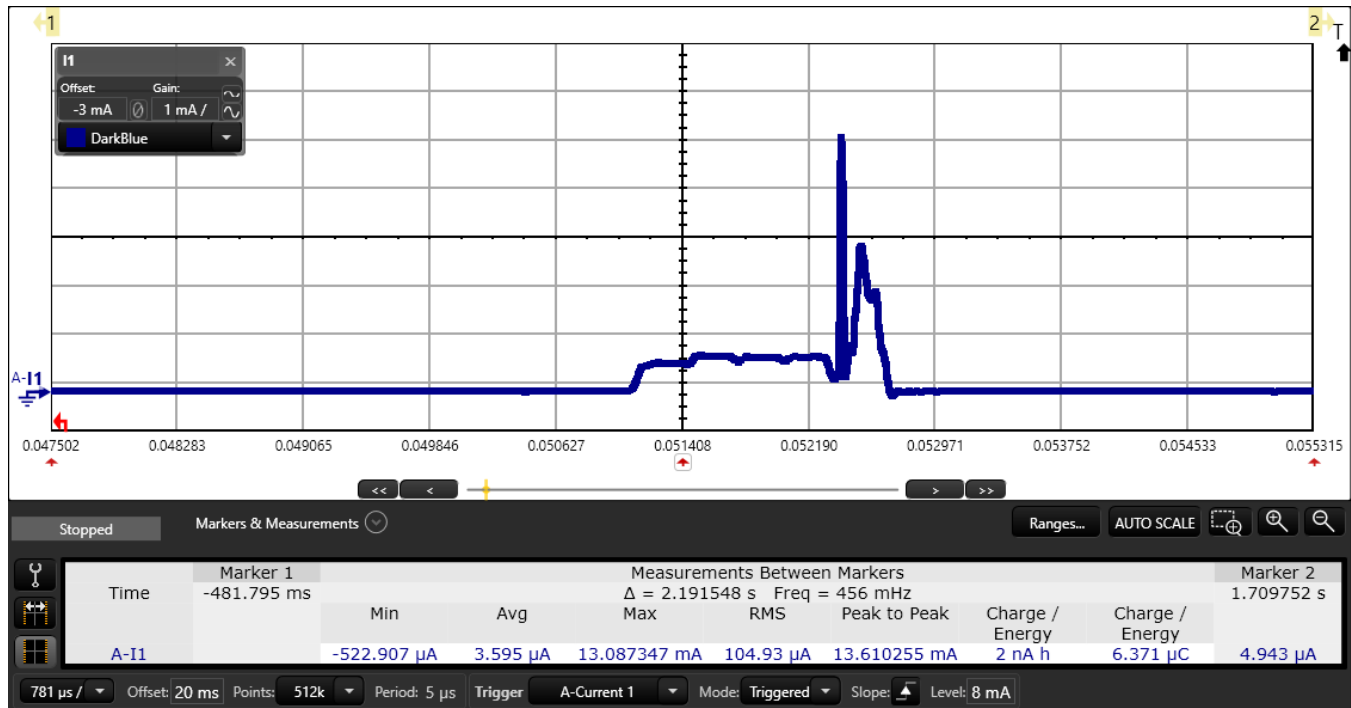 1
2
T
I1 ×
Offset: Gain:
-3 mA 1 mA /
DarkBlue
A-I1
0.047502 0.048283 0.049065 0.049846 0.050627 0.051408 0.052190 0.052971 0.053752 0.054533 0.055315
<< < > >>
Stopped Markers & Measurements Ranges... AUTO SCALE
Marker 1 Measurements Between Markers Marker 2
Time -481.795 ms Δ = 2.191548 s Freq = 456 mHz 1.709752 s
Min Avg Max RMS Peak to Peak Charge / Charge /
Energy Energy
A-I1 -522.907 µA 3.595 µA 13.087347 mA 104.93 µA 13.610255 mA 2 nA h 6.371 µC 4.943 µA
781 µs / Offset: 20 ms Points: 512k Period: 5 µs Trigger A-Current 1 Mode: Triggered Slope: Level: 8 mA